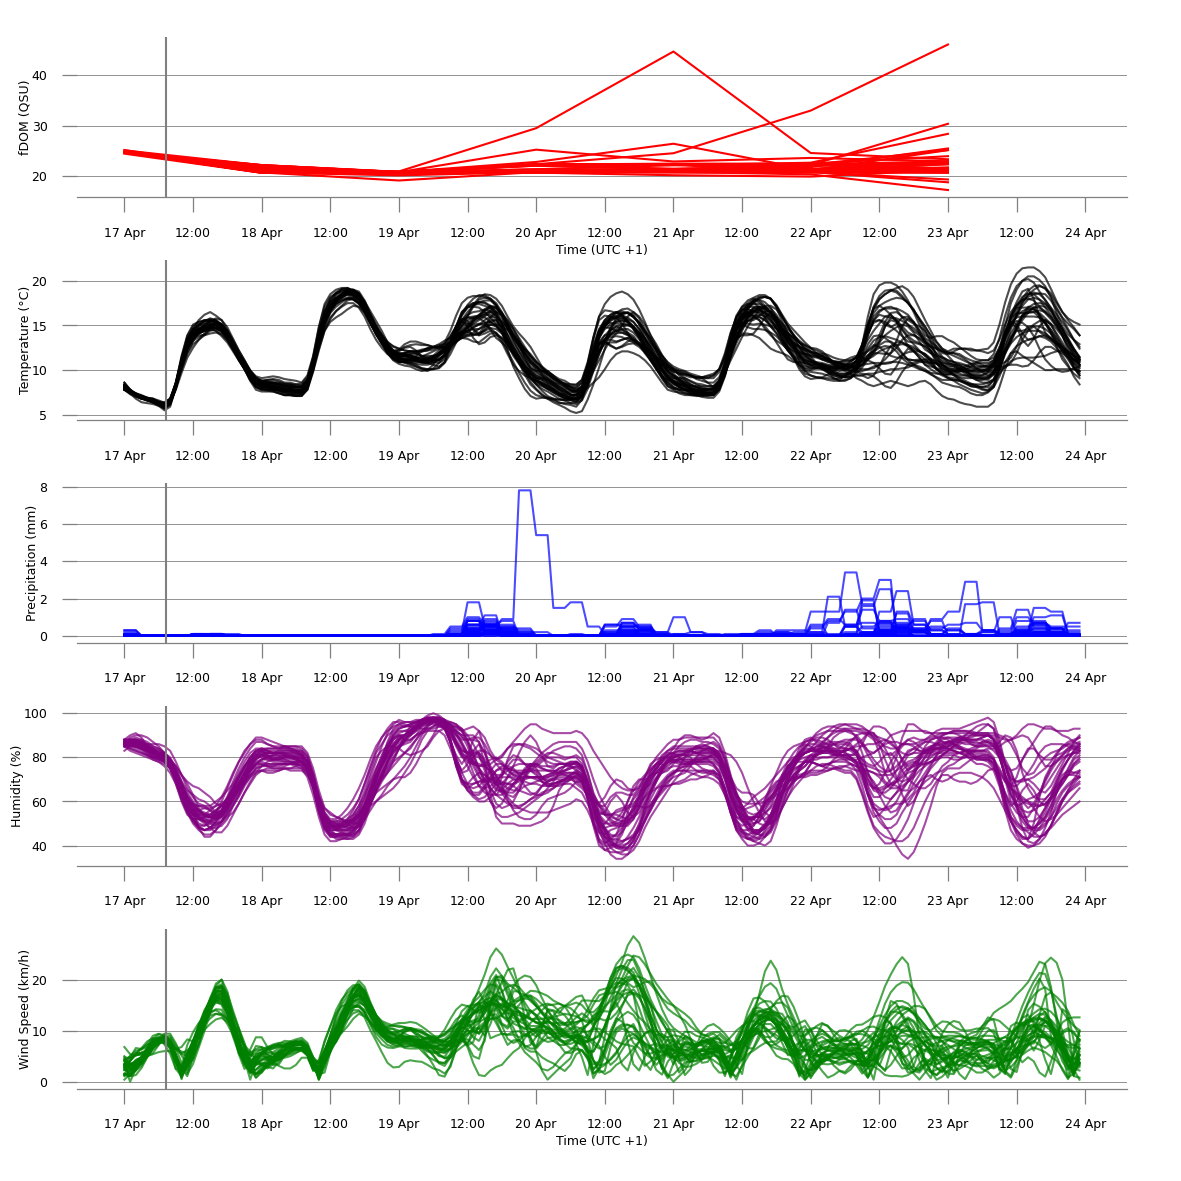 fDOM (QSU)
40
30
20
17 Apr 12:00 18 Apr 12:00 19 Apr 12:00 20 Apr 12:00 21 Apr 12:00 22 Apr 12:00 23 Apr 12:00 24 Apr
Time (UTC +1)
Temperature (°C)
20
15
10
5
17 Apr 12:00 18 Apr 12:00 19 Apr 12:00 20 Apr 12:00 21 Apr 12:00 22 Apr 12:00 23 Apr 12:00 24 Apr
Precipitation (mm)
8
6
4
2
0
17 Apr 12:00 18 Apr 12:00 19 Apr 12:00 20 Apr 12:00 21 Apr 12:00 22 Apr 12:00 23 Apr 12:00 24 Apr
Humidity (%)
100
80
60
40
17 Apr 12:00 18 Apr 12:00 19 Apr 12:00 20 Apr 12:00 21 Apr 12:00 22 Apr 12:00 23 Apr 12:00 24 Apr
Wind Speed (km/h)
20
10
0
17 Apr 12:00 18 Apr 12:00 19 Apr 12:00 20 Apr 12:00 21 Apr 12:00 22 Apr 12:00 23 Apr 12:00 24 Apr
Time (UTC +1)